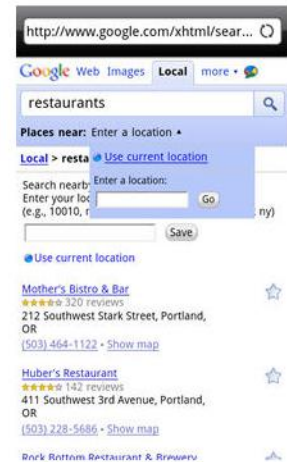 http://www.google.com/xhtml/sear...
Google Web Images Local more
restaurants
Places near: Enter a location
Local > resta
Use current location
Enter a location:
Go
Search nearb
Enter your loc
(e.g., 10010, r ny)
Save
Use current location
Mother's Bistro & Bar
320 reviews
212 Southwest Stark Street, Portland,
OR
(503) 464-1122 - Show map
Huber's Restaurant
142 reviews
411 Southwest 3rd Avenue, Portland,
OR
(503) 228-5686 - Show map
Rock Bottom Restaurant & Brewery